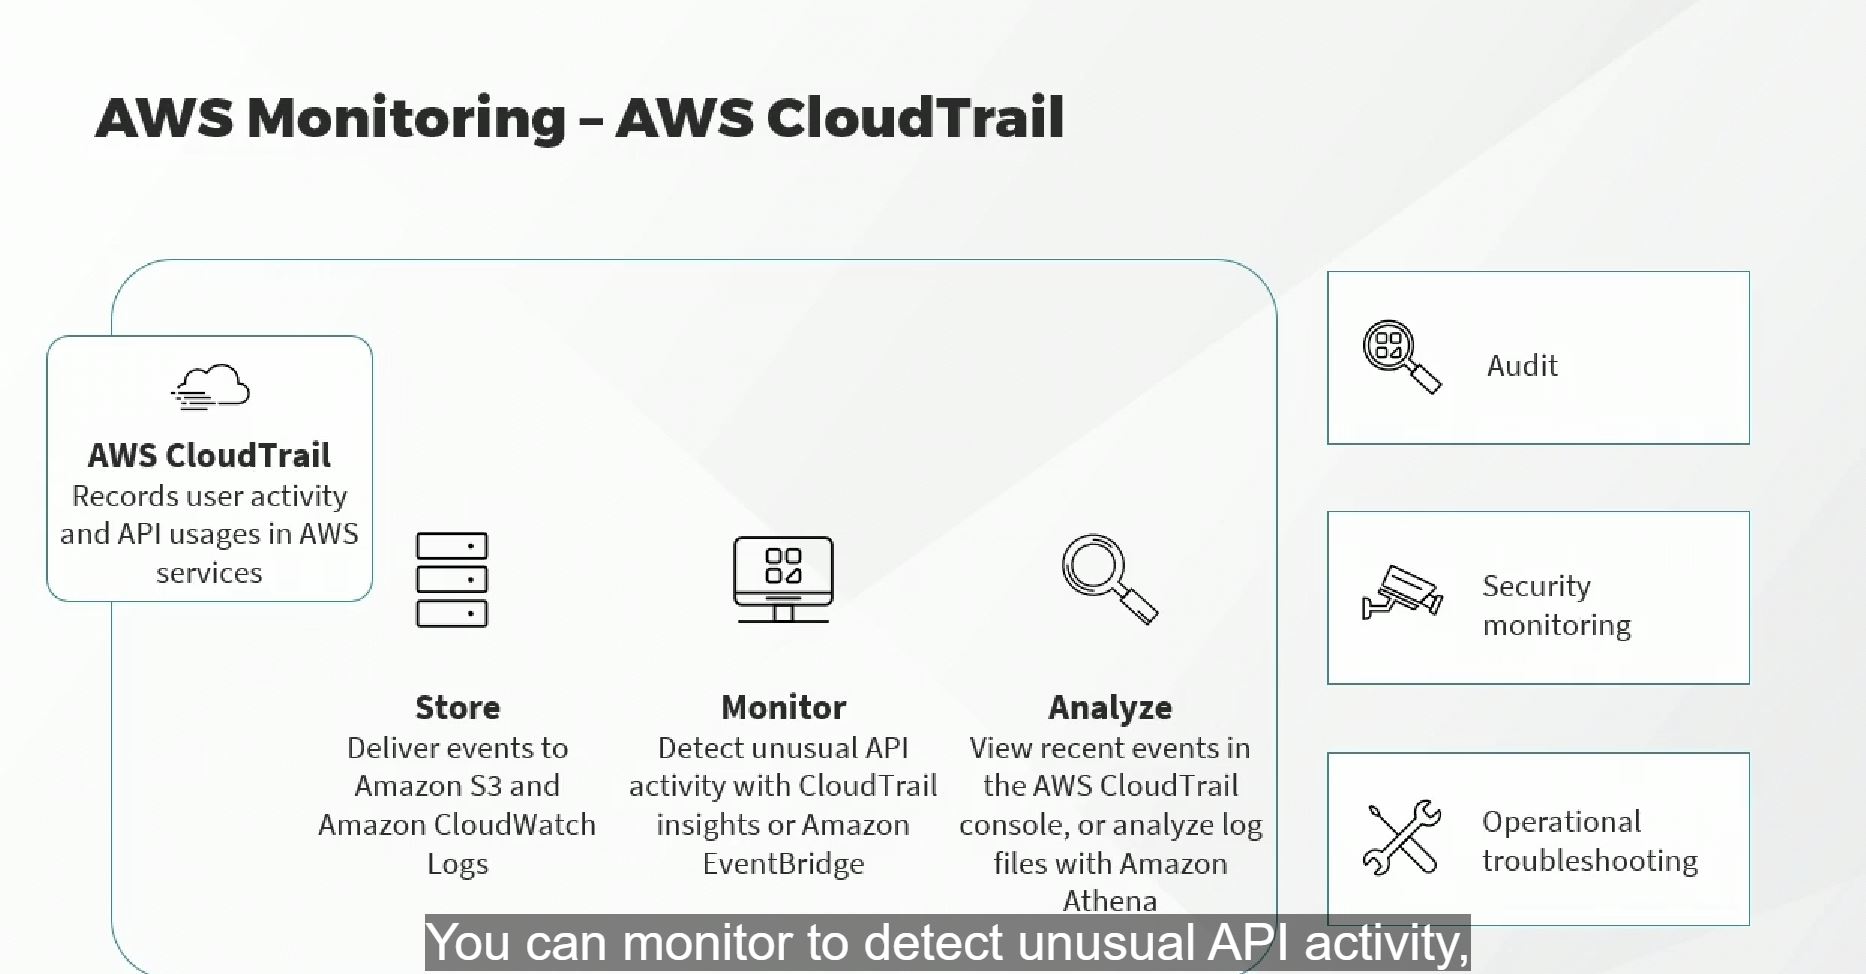 AWS Monitoring – AWS CloudTrail
AWS CloudTrail
Records user activity
and API usages in AWS
services
Store
Deliver events to
Amazon S3 and
Amazon CloudWatch
Logs
Monitor
Detect unusual API
activity with CloudTrail
insights or Amazon
EventBridge
Analyze
View recent events in
the AWS CloudTrail
console, or analyze log
files with Amazon
Athena
Audit
Security
monitoring
Operational
troubleshooting
You can monitor to detect unusual API activity,